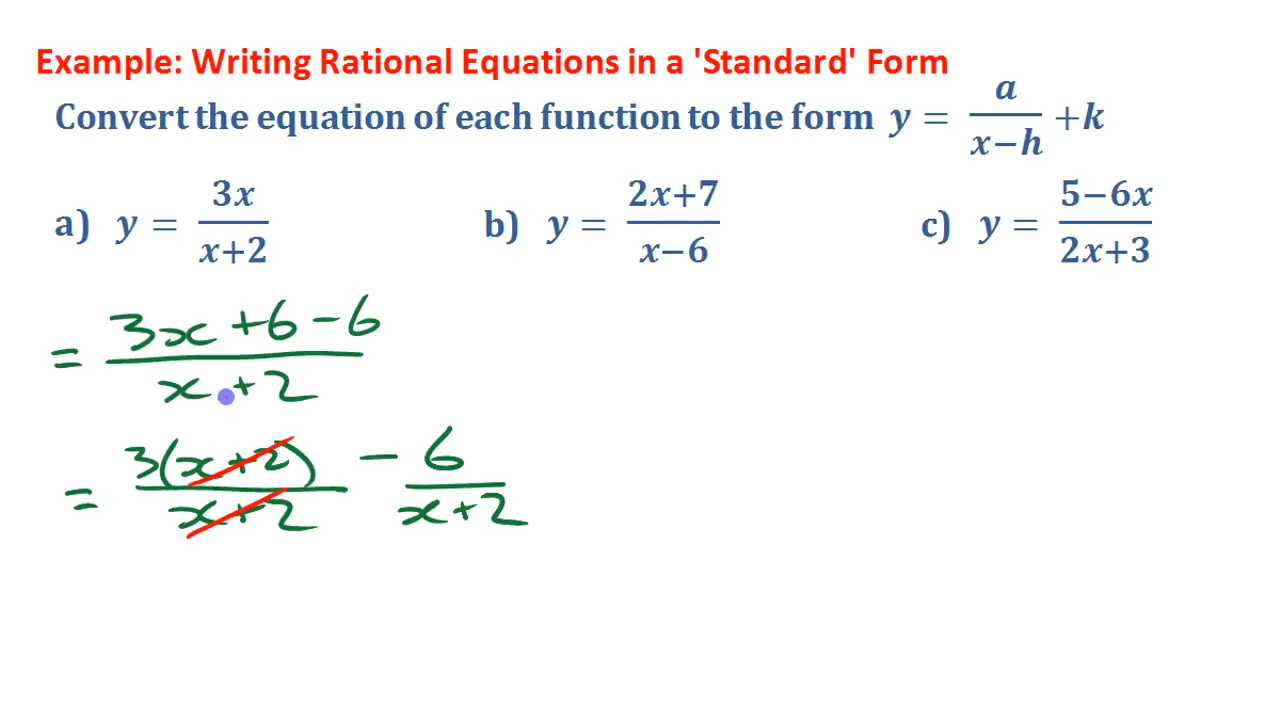 Example: Writing Rational Equations in a 'Standard' Form
Convert the equation of each function to the form y = a/(x−h) +k
a) y = 3x/(x+2) b) y = (2x+7)/(x−6) c) y = (5−6x)/(2x+3)
= (3x +6 −6)/(x +2)
= 3(x+2)/(x+2) − 6/(x+2)